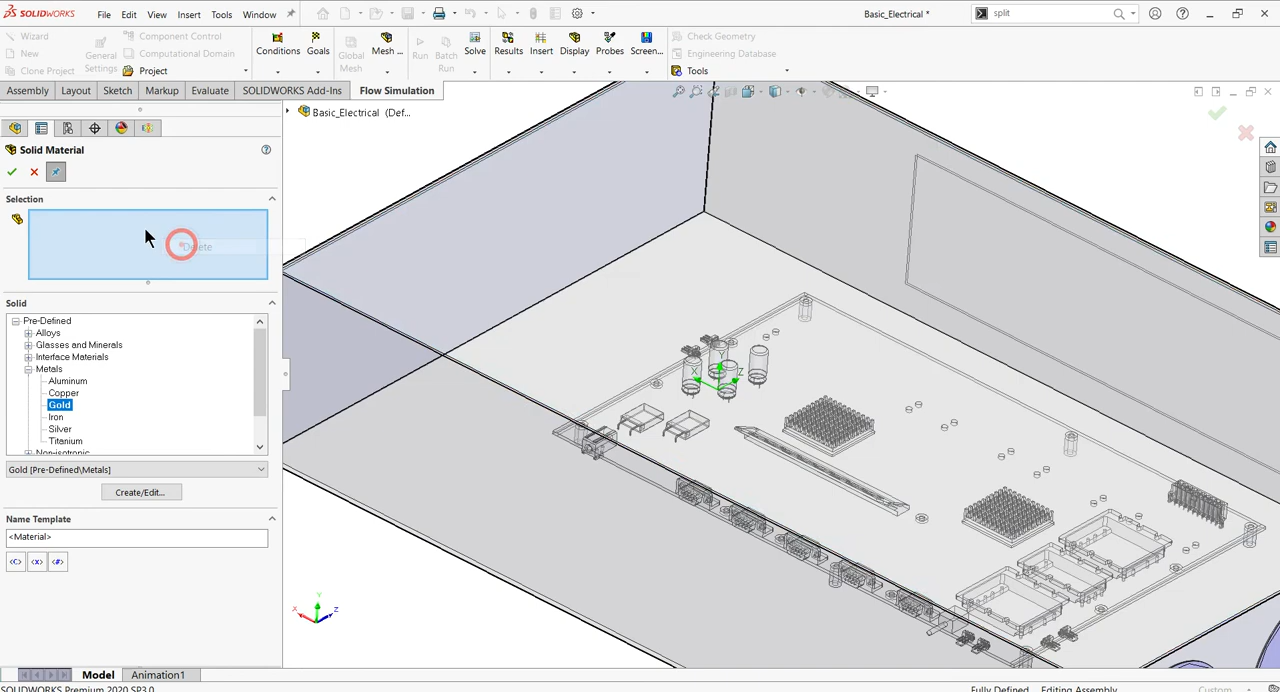 SOLIDWORKS File Edit View Insert Tools Window Basic_Electrical * split
Wizard
New
Clone Project
General Settings
Component Control
Computational Domain
Project
Conditions
Goals
Global Mesh
Mesh ...
Run
Batch Run
Solve
Results
Insert
Display
Probes
Screen...
Check Geometry
Engineering Database
Tools
Assembly Layout Sketch Markup Evaluate SOLIDWORKS Add-Ins Flow Simulation
Basic_Electrical (Def...
Solid Material
Selection
Delete
Solid
Pre-Defined
Alloys
Glasses and Minerals
Interface Materials
Metals
Aluminum
Copper
Gold
Iron
Silver
Titanium
Non-isotropic
Gold [Pre-Defined\Metals]
Create/Edit...
Name Template
<Material>
<C> <x> <#>
Y
X
Z
Y
X
Z
Model Animation1
SOLIDWORKS Premium 2020 SP3.0 Fully Defined Editing Assembly Custom